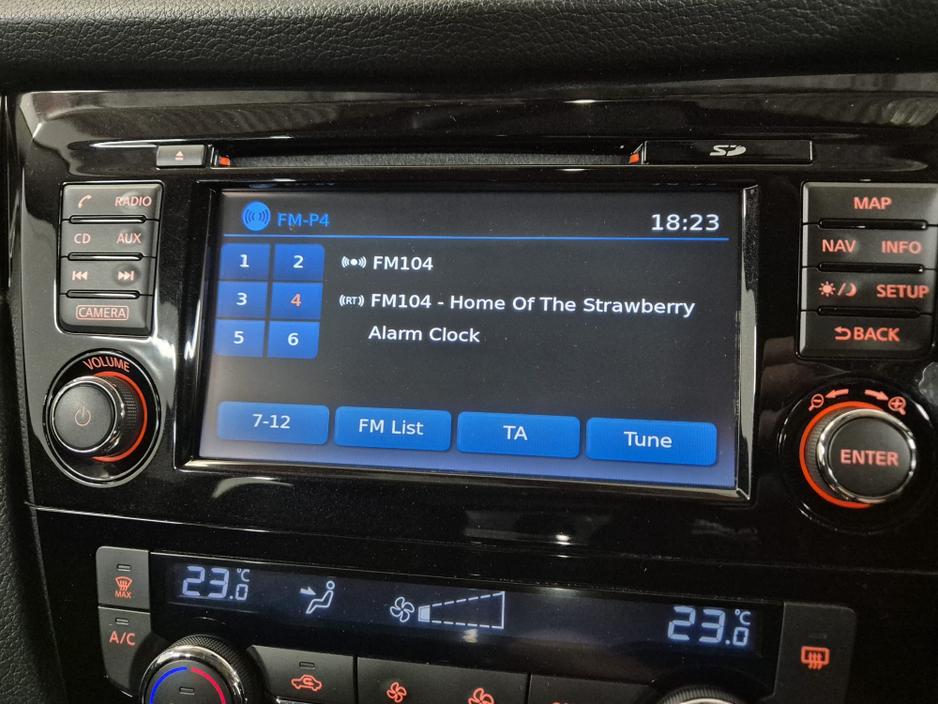 SD
RADIO
CD AUX
CAMERA
VOLUME
FM-P4 18:23
1 2
3 4
5 6
FM104
(RT) FM104 - Home Of The Strawberry
Alarm Clock
7-12 FM List TA Tune
MAP
NAV INFO
SETUP
BACK
ENTER
MAX
A/C
23.0 °C
23.0 °C